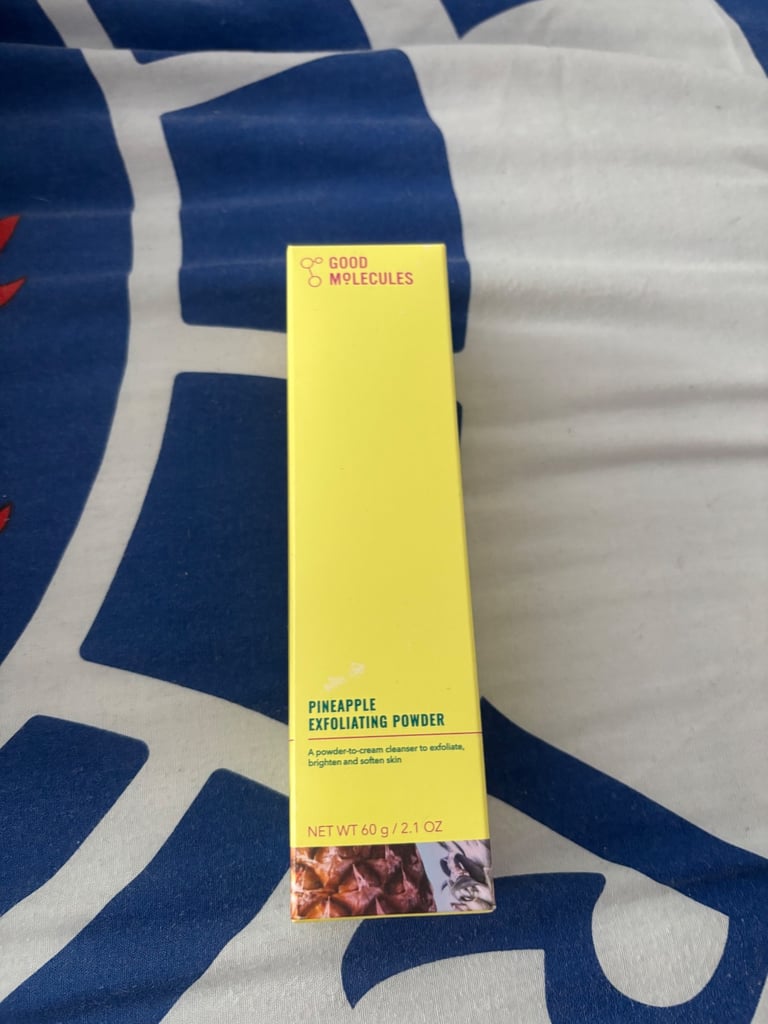 GOOD
MOLECULES
PINEAPPLE
EXFOLIATING POWDER
A powder-to-cream cleanser to exfoliate,
brighten and soften skin
NET WT 60 g / 2.1 OZ